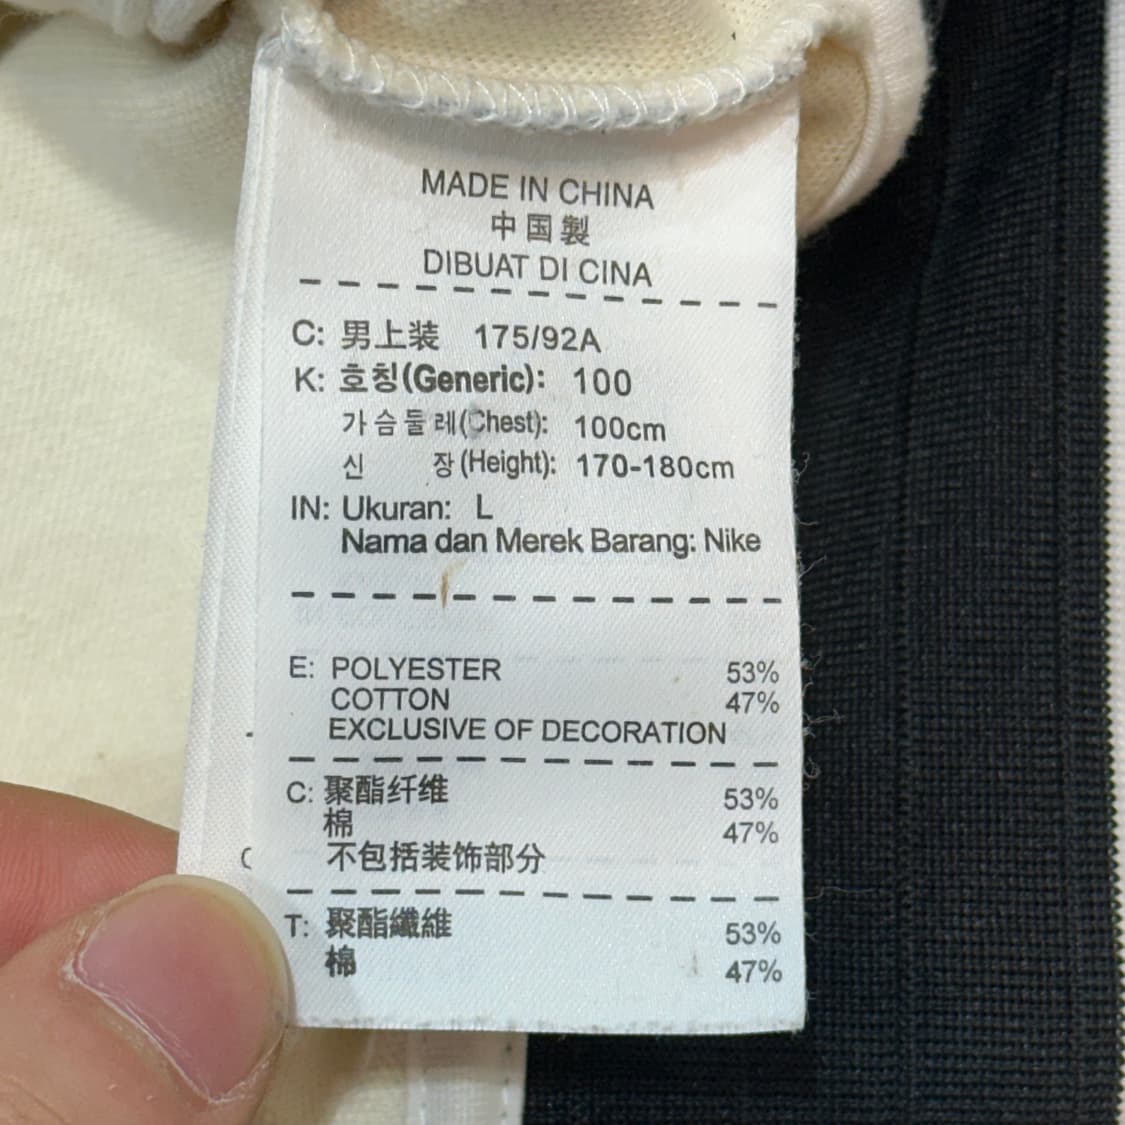 MADE IN CHINA
中国製
DIBUAT DI CINA
C: 男上装 175/92A
K: 호칭(Generic): 100
가슴둘레(Chest): 100cm
신 장(Height): 170-180cm
IN: Ukuran: L
Nama dan Merek Barang: Nike
E: POLYESTER 53%
COTTON 47%
EXCLUSIVE OF DECORATION
C: 聚酯纤维 53%
棉 47%
不包括装饰部分
T: 聚酯纖維 53%
棉 47%